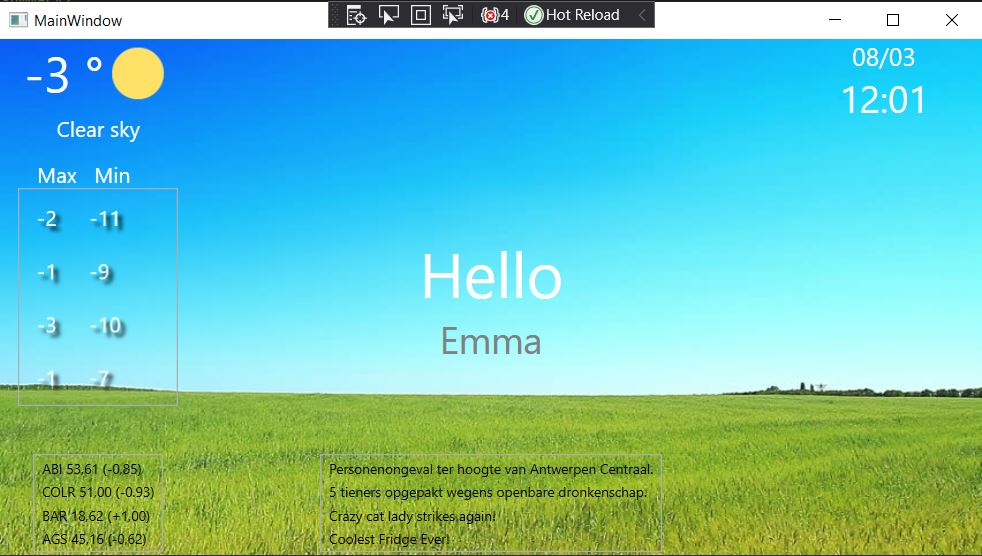 MainWindow
4 Hot Reload
-3 °
Clear sky
08/03
12:01
Max Min
-2 -11
-1 -9
-3 -10
-1 -7
Hello
Emma
ABI 53,61 (-0.85)
COLR 51,00 (-0.93)
BAR 18.62 (+1,00)
AGS 45,16 (-0.62)
Personenongeval ter hoogte van Antwerpen Centraal.
5 tieners opgepakt wegens openbare dronkenschap.
Crazy cat lady strikes again!
Coolest Fridge Ever!